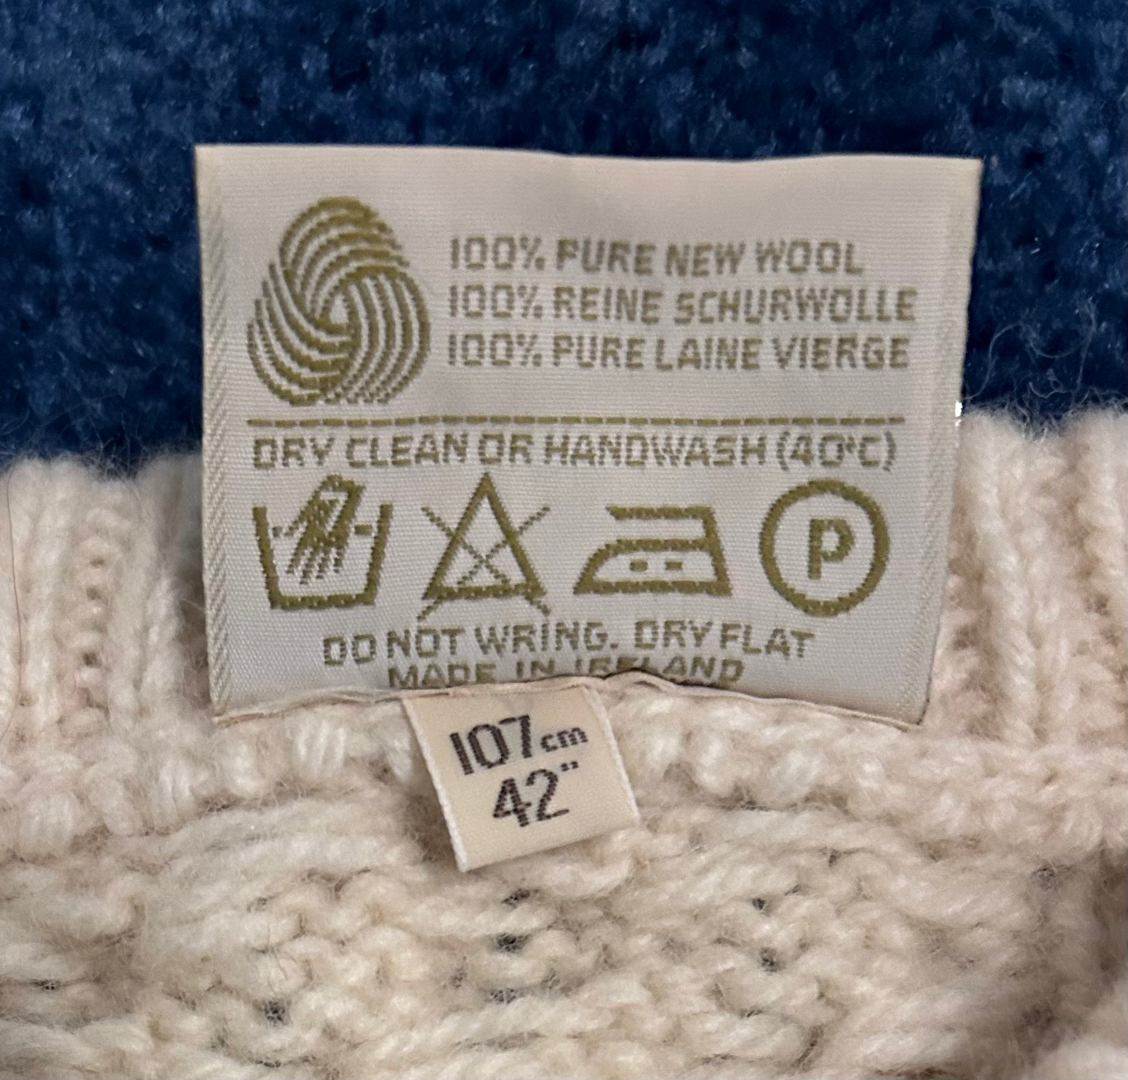 100% PURE NEW WOOL
100% REINE SCHURWOLLE
100% PURE LAINE VIERGE
DRY CLEAN OR HANDWASH (40°C)
P
DO NOT WRING. DRY FLAT
MADE IN IRELAND
107cm
42"